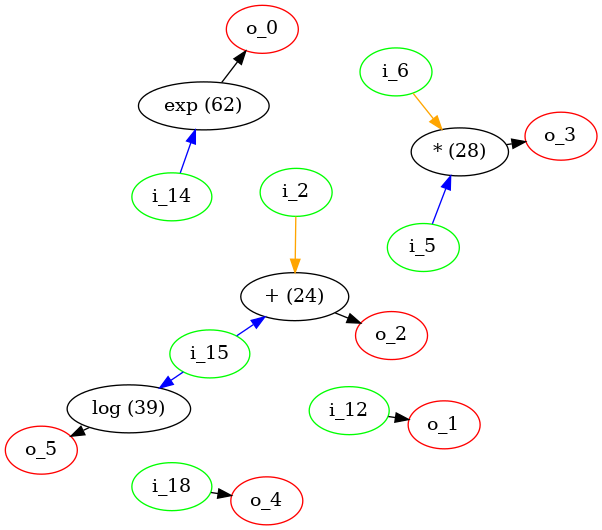 o_0
i_6
exp (62)
o_3
* (28)
i_14
i_2
i_5
+ (24)
o_2
i_15
log (39)
i_12
o_1
o_5
i_18
o_4